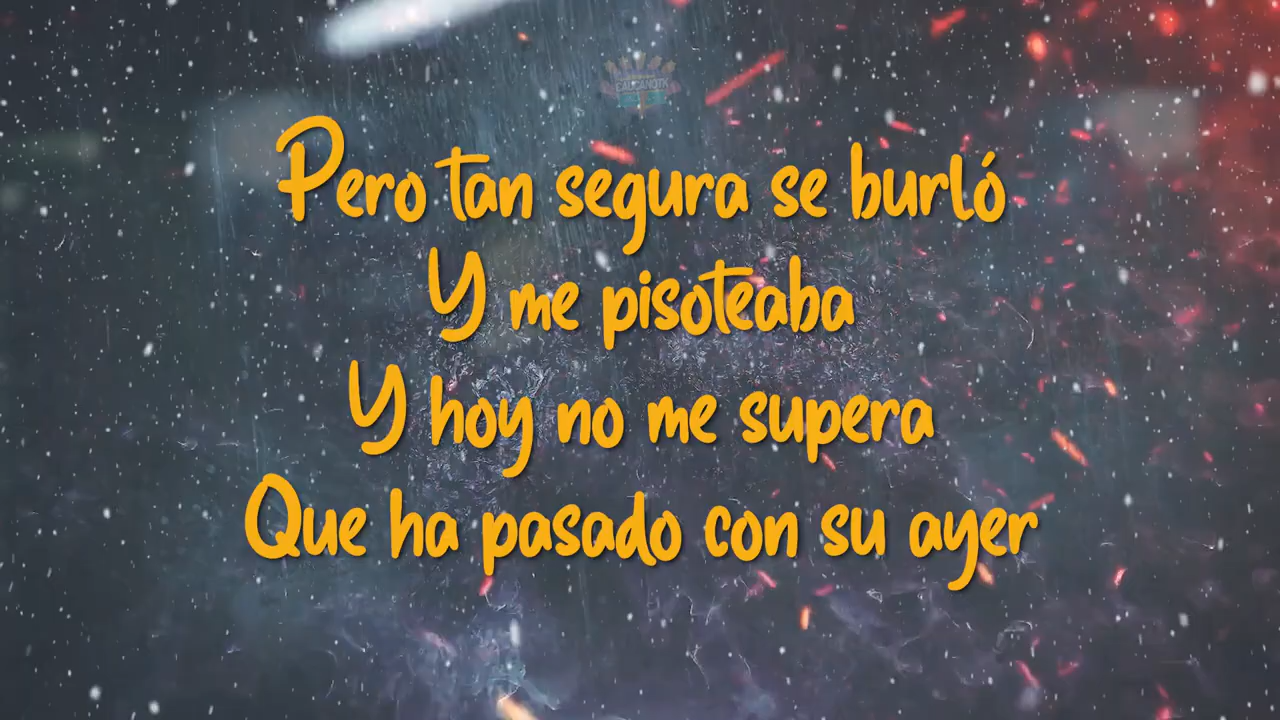 Pero tan segura se burló
Y me pisoteaba
Y hoy no me supera
Que ha pasado con su ayer